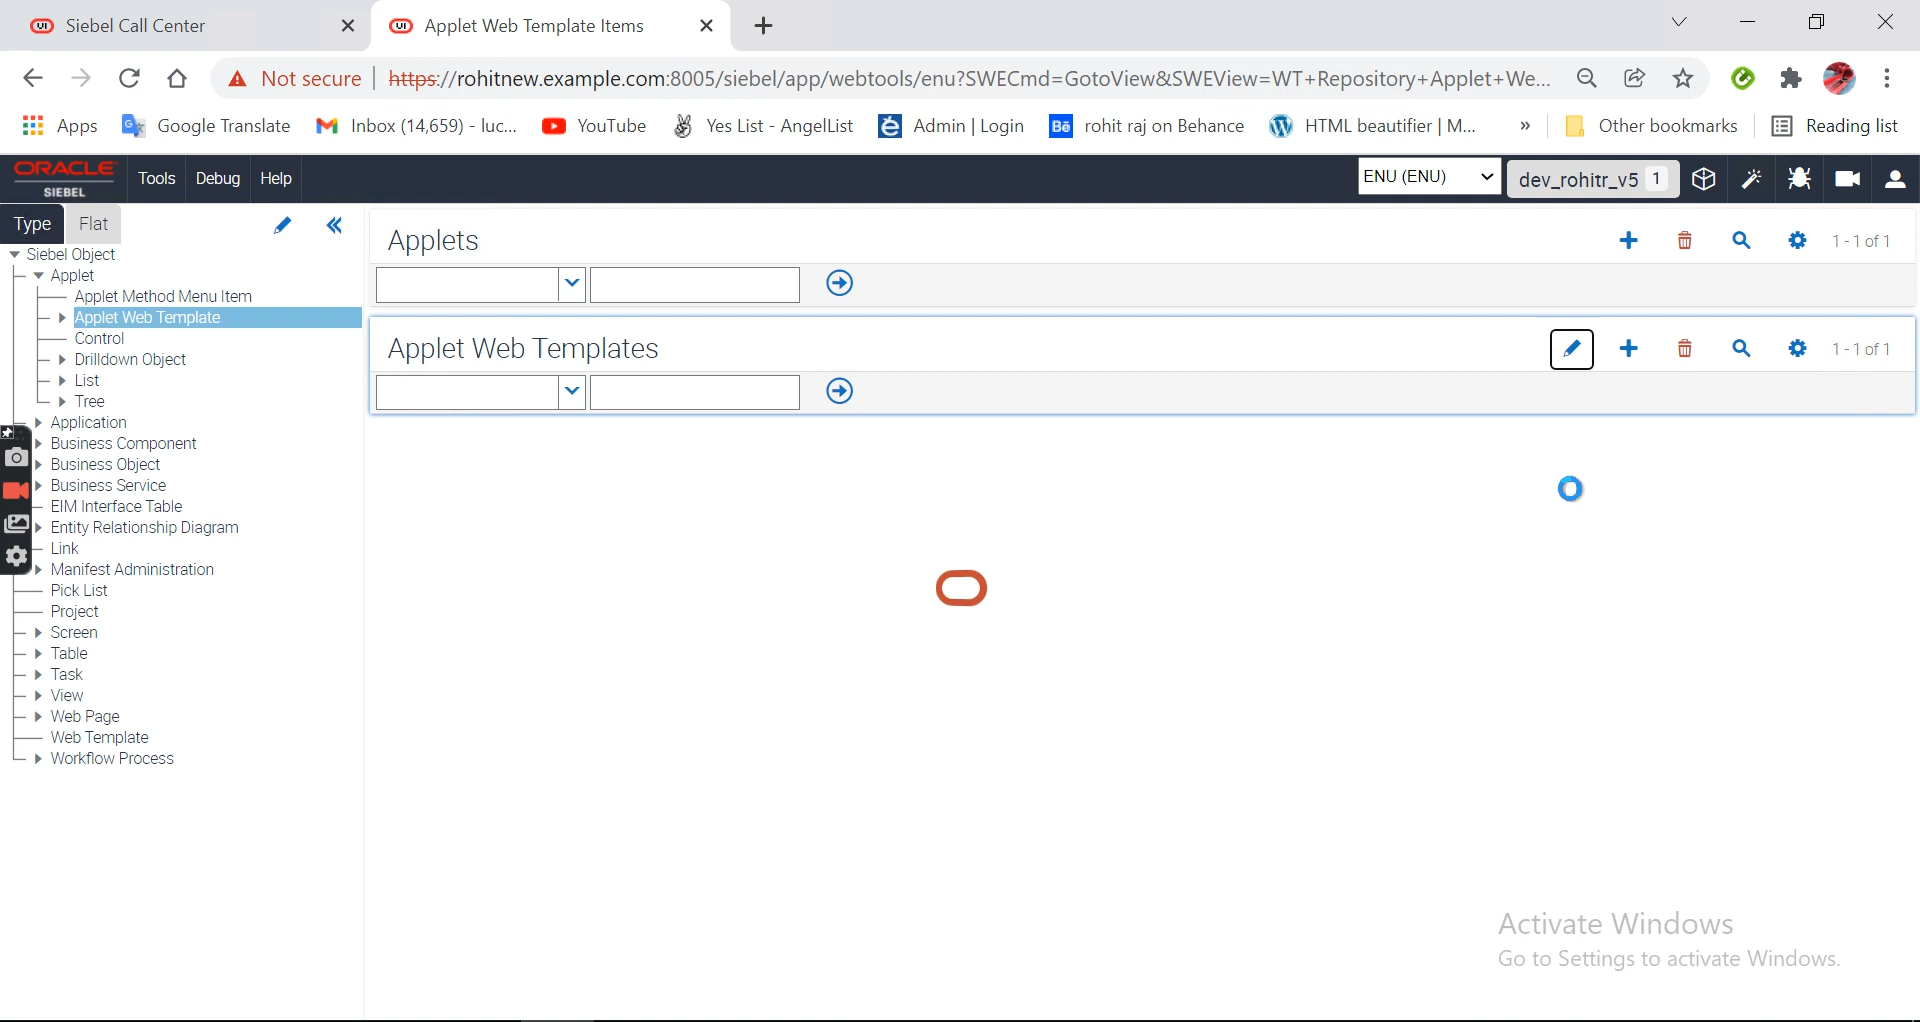 Siebel Call Center
Applet Web Template Items
Not secure https://rohitnew.example.com:8005/siebel/app/webtools/enu?SWECmd=GotoView&SWEView=WT+Repository+Applet+We...
Apps Google Translate Inbox (14,659) - luc... YouTube Yes List - AngelList Admin | Login rohit raj on Behance HTML beautifier | M... » Other bookmarks Reading list
ORACLE
SIEBEL
Tools Debug Help ENU (ENU) dev_rohitr_v5 1
Type Flat
Applets 1 - 1 of 1
Applet Web Templates 1 - 1 of 1
Siebel Object
Applet
Applet Method Menu Item
Applet Web Template
Control
Drilldown Object
List
Tree
Application
Business Component
Business Object
Business Service
EIM Interface Table
Entity Relationship Diagram
Link
Manifest Administration
Pick List
Project
Screen
Table
Task
View
Web Page
Web Template
Workflow Process
Activate Windows
Go to Settings to activate Windows.